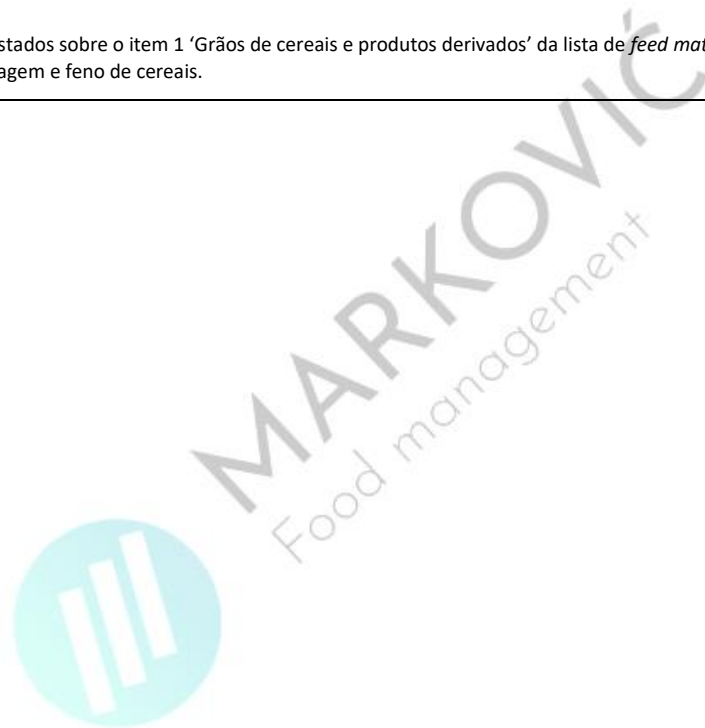 stados sobre o item 1 ‘Grãos de cereais e produtos derivados’ da lista de feed mat
agem e feno de cereais.
MARKOVIĆ
Food management